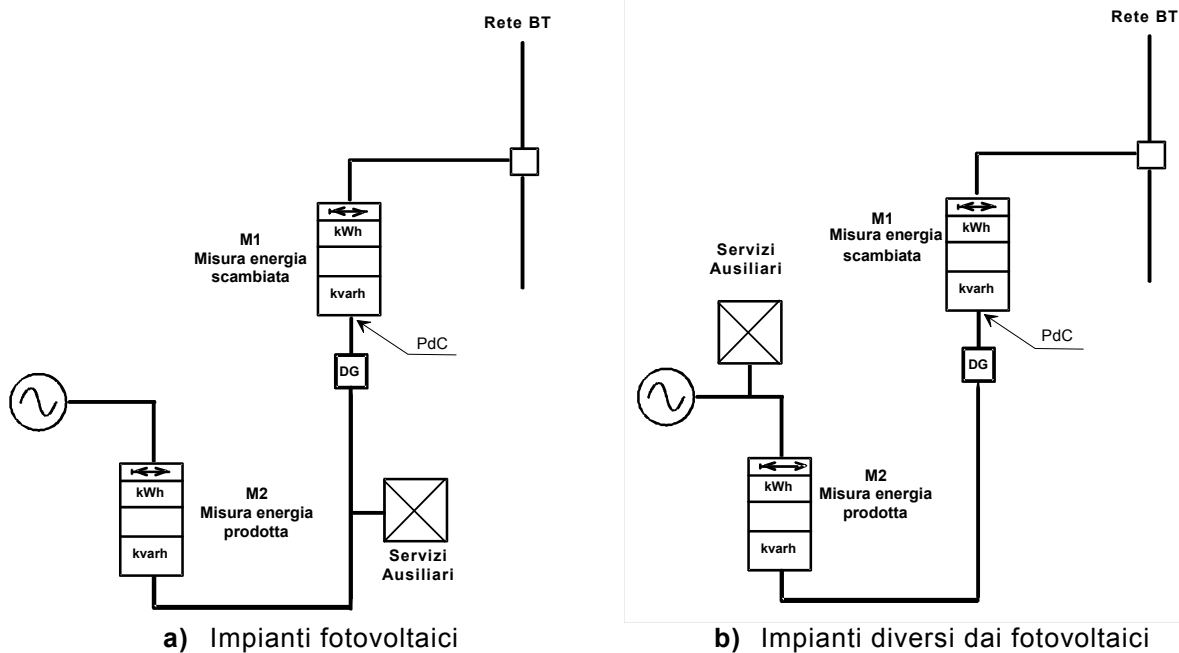 Rete BT
M1
Misura energia
scambiata
kWh
kvarh
PdC
DG
kWh
kvarh
M2
Misura energia
prodotta
Servizi
Ausiliari
a) Impianti fotovoltaici
Rete BT
M1
Misura energia
scambiata
kWh
kvarh
Servizi
Ausiliari
PdC
DG
kWh
kvarh
M2
Misura energia
prodotta
b) Impianti diversi dai fotovoltaici